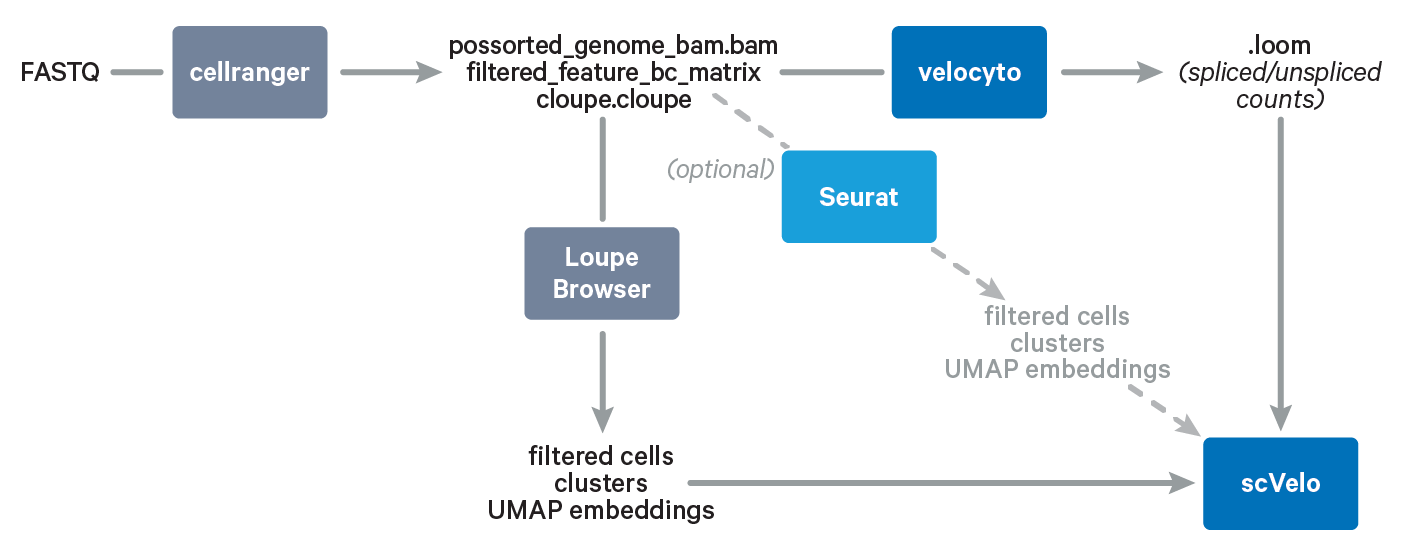 FASTQ
cellranger
possorted_genome_bam.bam
filtered_feature_bc_matrix
cloupe.cloupe
velocyto
.loom
(spliced/unspliced
counts)
(optional)
Seurat
Loupe
Browser
filtered cells
clusters
UMAP embeddings
filtered cells
clusters
UMAP embeddings
scVelo